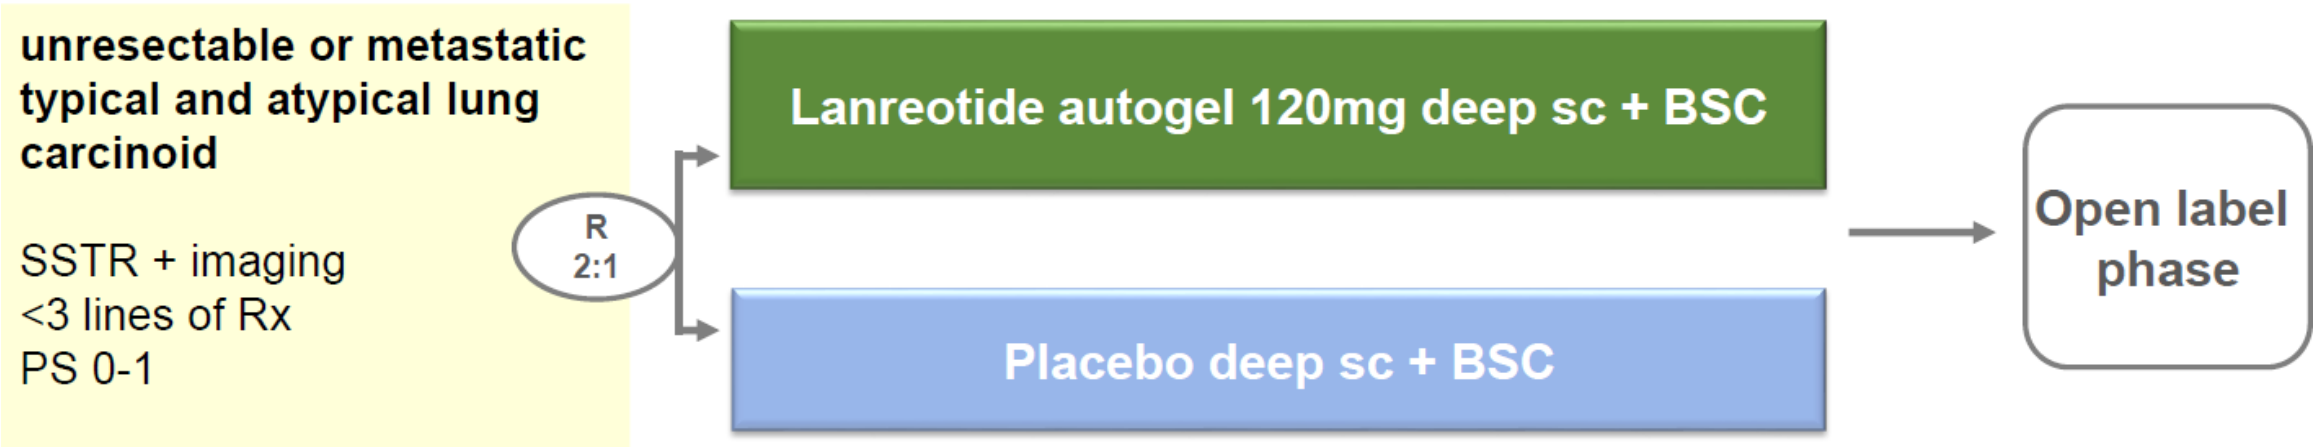 unresectable or metastatic
typical and atypical lung
carcinoid
SSTR + imaging
<3 lines of Rx
PS 0-1
R
2:1
Lanreotide autogel 120mg deep sc + BSC
Placebo deep sc + BSC
Open label
phase